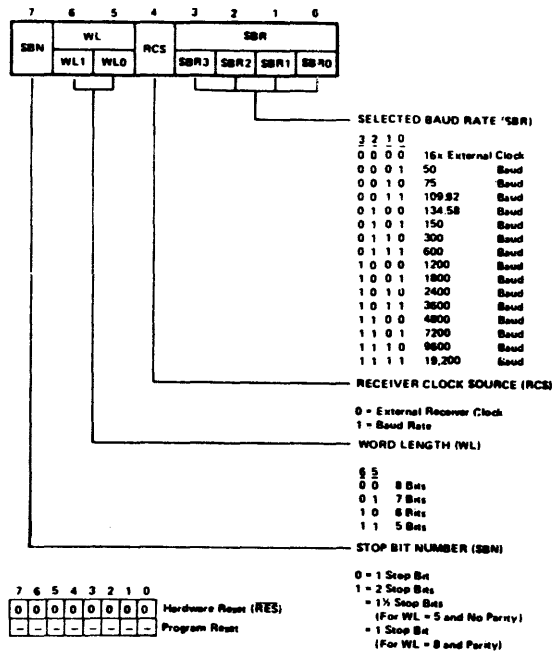 7 6 5 4 3 2 1 0
SBN WL RCS SBR
WL1 WL0 SBR3 SBR2 SBR1 SBR0
SELECTED BAUD RATE (SBR)
3 2 1 0
0 0 0 0 16x External Clock
0 0 0 1 50 Baud
0 0 1 0 75 Baud
0 0 1 1 109.92 Baud
0 1 0 0 134.58 Baud
0 1 0 1 150 Baud
0 1 1 0 300 Baud
0 1 1 1 600 Baud
1 0 0 0 1200 Baud
1 0 0 1 1800 Baud
1 0 1 0 2400 Baud
1 0 1 1 3600 Baud
1 1 0 0 4800 Baud
1 1 0 1 7200 Baud
1 1 1 0 9600 Baud
1 1 1 1 19,200 Baud
RECEIVER CLOCK SOURCE (RCS)
0 = External Receiver Clock
1 = Baud Rate
WORD LENGTH (WL)
6 5
0 0 8 Bits
0 1 7 Bits
1 0 6 Bits
1 1 5 Bits
STOP BIT NUMBER (SBN)
0 = 1 Stop Bit
1 = 2 Stop Bits
= 1½ Stop Bits
(For WL = 5 and No Parity)
= 1 Stop Bit
(For WL = 8 and Parity)
7 6 5 4 3 2 1 0
0 0 0 0 0 0 0 0 Hardware Reset (RES)
– – – – – – – – Program Reset